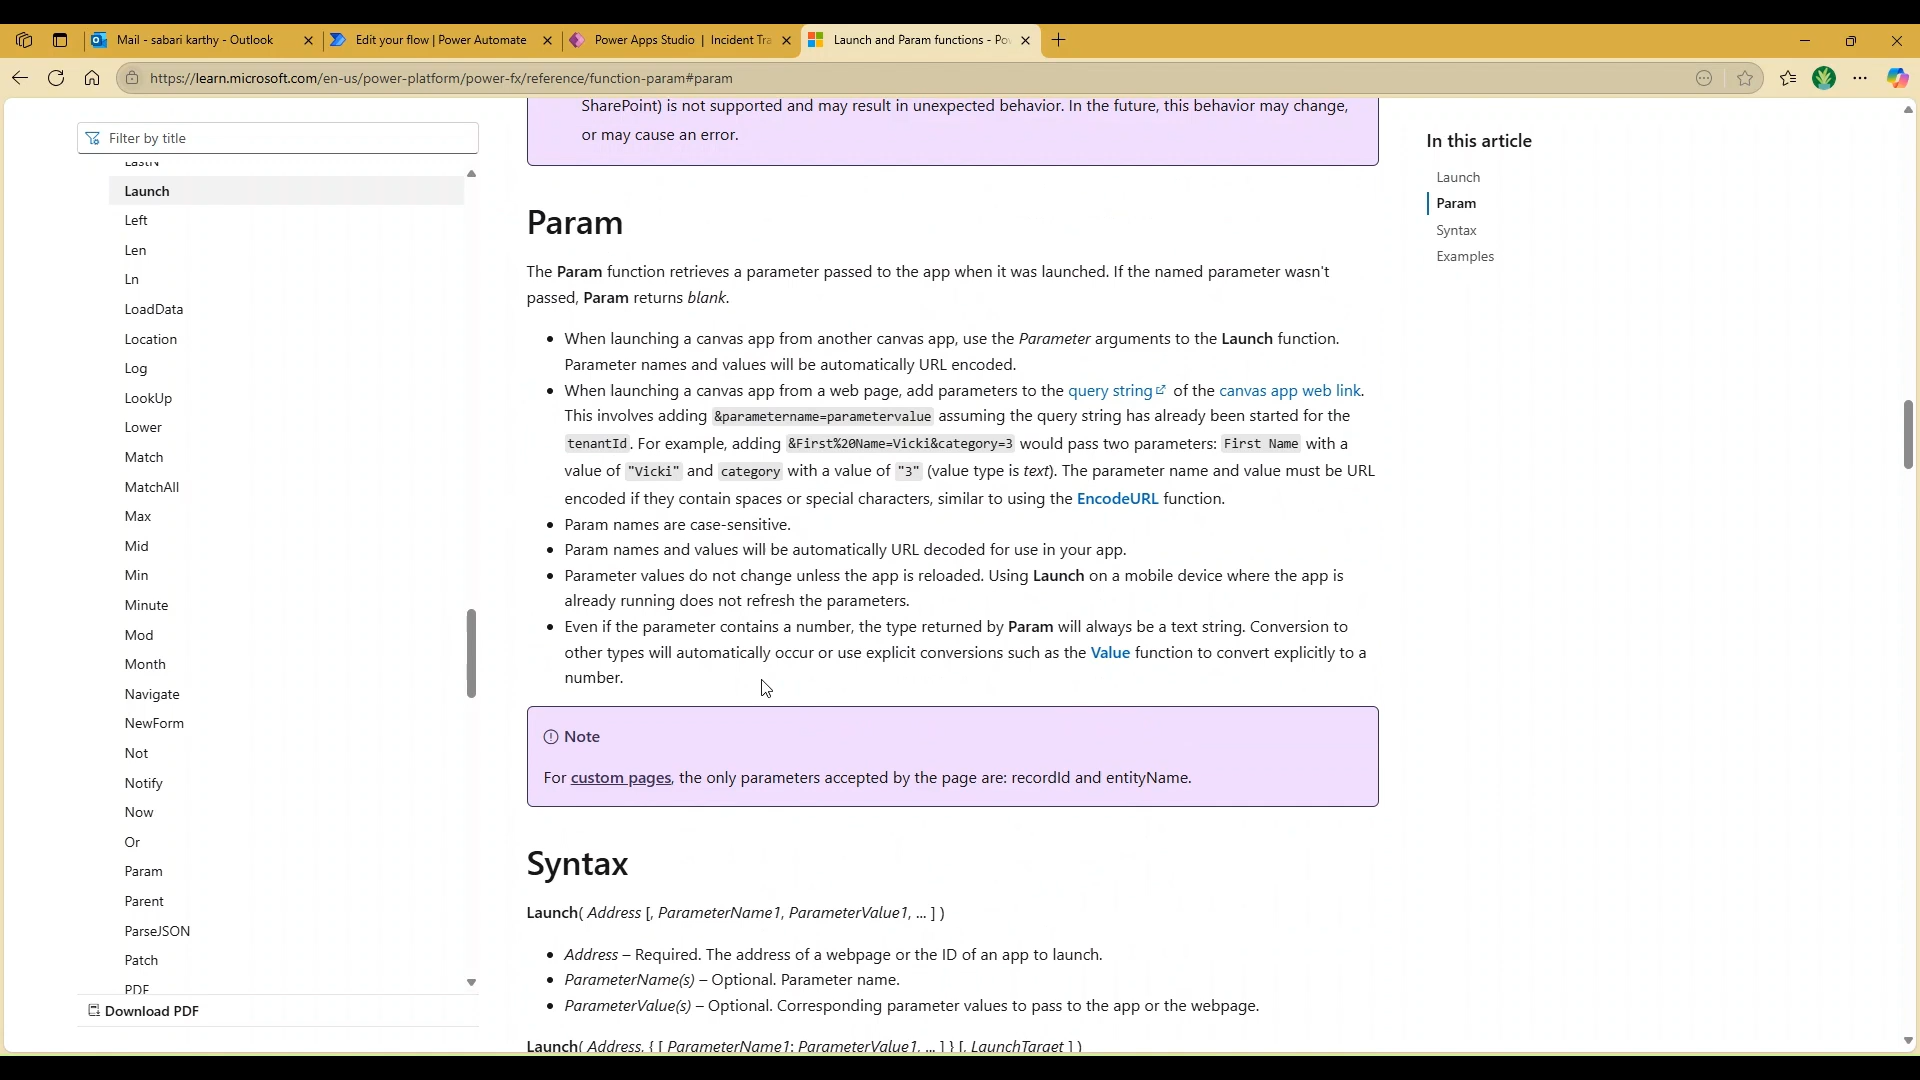 Mail - sabari karthy - Outlook
Edit your flow | Power Automate
Power Apps Studio | Incident Tra
Launch and Param functions - Po
https://learn.microsoft.com/en-us/power-platform/power-fx/reference/function-param#param
Filter by title
LastN
Launch
Left
Len
Ln
LoadData
Location
Log
LookUp
Lower
Match
MatchAll
Max
Mid
Min
Minute
Mod
Month
Navigate
NewForm
Not
Notify
Now
Or
Param
Parent
ParseJSON
Patch
PDF
Download PDF
SharePoint) is not supported and may result in unexpected behavior. In the future, this behavior may change,
or may cause an error.
Param
The Param function retrieves a parameter passed to the app when it was launched. If the named parameter wasn't
passed, Param returns blank.
• When launching a canvas app from another canvas app, use the Parameter arguments to the Launch function.
Parameter names and values will be automatically URL encoded.
• When launching a canvas app from a web page, add parameters to the query string of the canvas app web link.
This involves adding &parametername=parametervalue assuming the query string has already been started for the
tenantId. For example, adding &First%20Name=Vicki&category=3 would pass two parameters: First Name with a
value of "Vicki" and category with a value of "3" (value type is text). The parameter name and value must be URL
encoded if they contain spaces or special characters, similar to using the EncodeURL function.
• Param names are case-sensitive.
• Param names and values will be automatically URL decoded for use in your app.
• Parameter values do not change unless the app is reloaded. Using Launch on a mobile device where the app is
already running does not refresh the parameters.
• Even if the parameter contains a number, the type returned by Param will always be a text string. Conversion to
other types will automatically occur or use explicit conversions such as the Value function to convert explicitly to a
number.
Note
For custom pages, the only parameters accepted by the page are: recordId and entityName.
Syntax
Launch( Address [, ParameterName1, ParameterValue1, ... ] )
• Address – Required. The address of a webpage or the ID of an app to launch.
• ParameterName(s) – Optional. Parameter name.
• ParameterValue(s) – Optional. Corresponding parameter values to pass to the app or the webpage.
Launch( Address, { [ ParameterName1: ParameterValue1, ... ] } [, LaunchTarget ] )
In this article
Launch
Param
Syntax
Examples